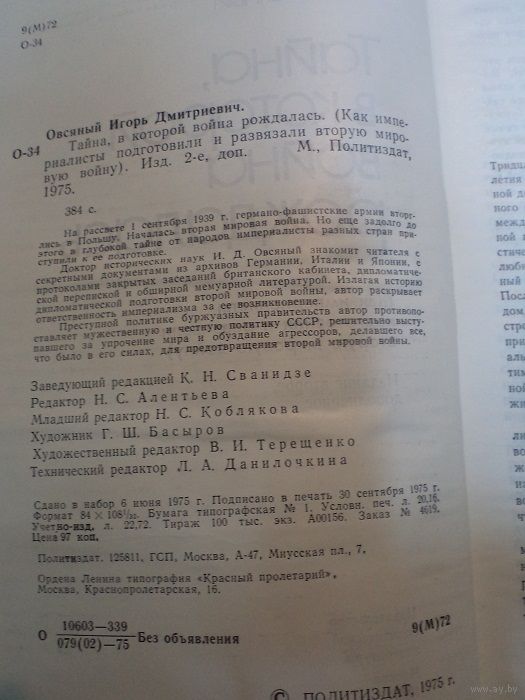 9(М)72
О-34
Овсяный Игорь Дмитриевич.
О-34 Тайна, в которой война рождалась. (Как импе-
риалисты подготовили и развязали вторую миро-
вую войну). Изд. 2-е, доп. М., Политиздат,
1975.
384 с.
На рассвете 1 сентября 1939 г. германо-фашистские армии вторг-
лись в Польшу. Началась вторая мировая война. Но еще задолго до
этого в глубокой тайне от народов империалисты разных стран при-
ступили к ее подготовке.
Доктор исторических наук И. Д. Овсяный знакомит читателя с
секретными документами из архивов Германии, Италии и Японии, с
протоколами закрытых заседаний британского кабинета, дипломатиче-
ской перепиской и обширной мемуарной литературой. Излагая историю
дипломатической подготовки второй мировой войны, автор раскрывает
ответственность империализма за ее возникновение.
Преступной политике буржуазных правительств автор противопо-
ставляет мужественную и честную политику СССР, решительно высту-
павшего за упрочение мира и обуздание агрессоров, делавшего все,
что было в его силах, для предотвращения второй мировой войны.
Заведующий редакцией К. Н. Сванидзе
Редактор Н. С. Алентьева
Младший редактор Н. С. Коблякова
Художник Г. Ш. Басыров
Художественный редактор В. И. Терещенко
Технический редактор Л. А. Данилочкина
Сдано в набор 6 июня 1975 г. Подписано в печать 30 сентября 1975 г.
Формат 84 × 108 1/32. Бумага типографская № 1. Условн. печ. л. 20,16.
Учетно-изд. л. 22,72. Тираж 100 тыс. экз. А00156. Заказ № 4619.
Цена 97 коп.
Политиздат. 125811, ГСП, Москва, А-47, Миусская пл., 7.
Ордена Ленина типография «Красный пролетарий»,
Москва, Краснопролетарская, 16.
О 10603—339
079(02)—75 Без объявления
9(М)72
© ПОЛИТИЗДАТ, 1975 г.
www.ay.by